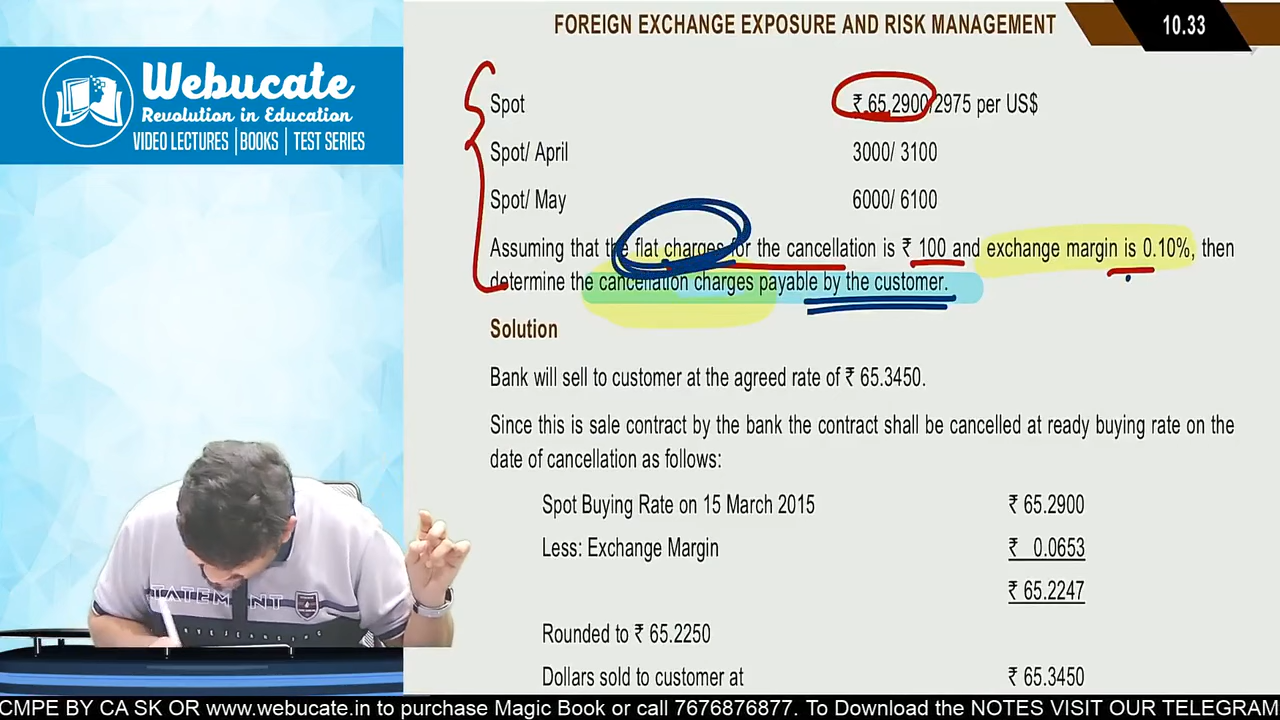 FOREIGN EXCHANGE EXPOSURE AND RISK MANAGEMENT 10.33
Webucate
Revolution in Education
VIDEO LECTURES | BOOKS | TEST SERIES
Spot ₹ 65.2900/2975 per US$
Spot/ April 3000/ 3100
Spot/ May 6000/ 6100
Assuming that the flat charges for the cancellation is ₹ 100 and exchange margin is 0.10%, then
determine the cancellation charges payable by the customer.
Solution
Bank will sell to customer at the agreed rate of ₹ 65.3450.
Since this is sale contract by the bank the contract shall be cancelled at ready buying rate on the
date of cancellation as follows:
Spot Buying Rate on 15 March 2015 ₹ 65.2900
Less: Exchange Margin ₹ 0.0653
₹ 65.2247
Rounded to ₹ 65.2250
Dollars sold to customer at ₹ 65.3450
CMPE BY CA SK OR www.webucate.in to purchase Magic Book or call 7676876877. To Download the NOTES VISIT OUR TELEGRAM